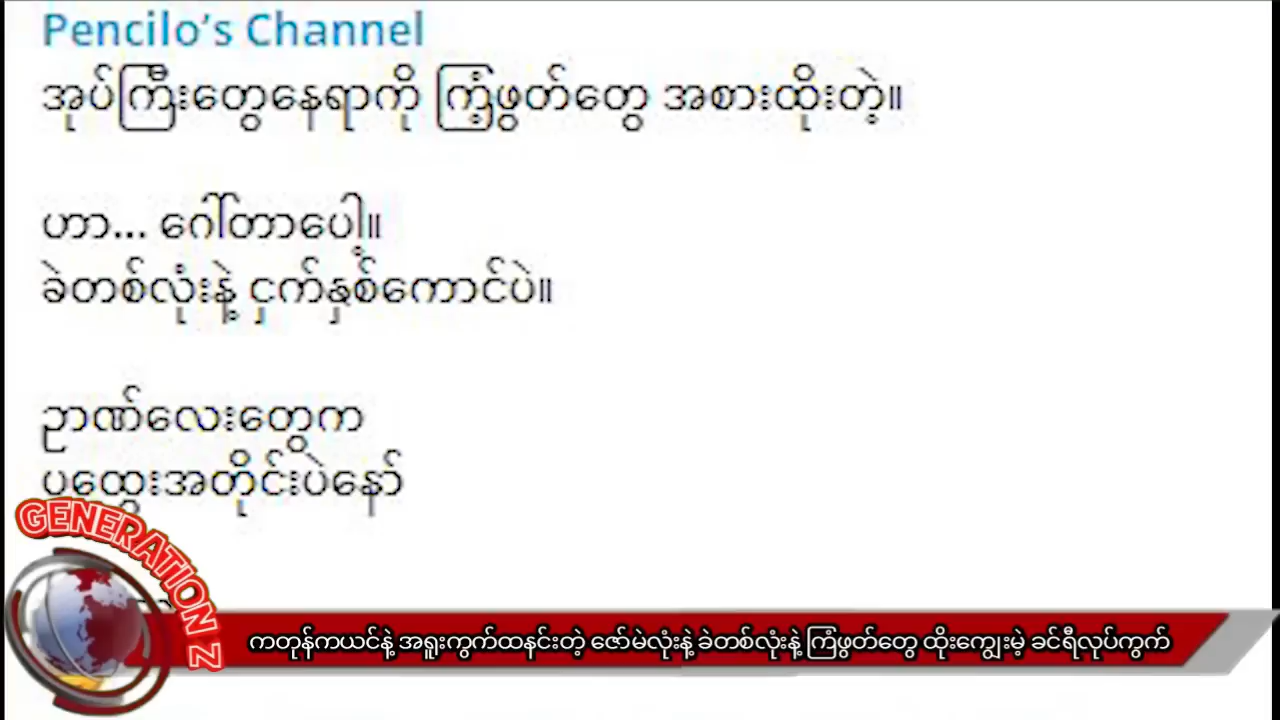 Pencilo's Channel
အုပ်ကြီးတွေနေရာကို ကြံ့ဖွတ်တွေ အစားထိုးတဲ့။
ဟာ... ဂေါ်တာပေါ့။
ခဲတစ်လုံးနဲ့ ငှက်နှစ်ကောင်ပဲ။
ဉာဏ်လေးတွေက
ပထွေးအတိုင်းပဲနော်
GENERATION Z
ကတုန်ကယင်နဲ့ အရူးကွက်ထနင်းတဲ့ ဇော်မဲလုံးနဲ့ ခဲတစ်လုံးနဲ့ ကြံဖွတ်တွေ ထိုးကျွေးမဲ့ ခင်ရီလုပ်ကွက်